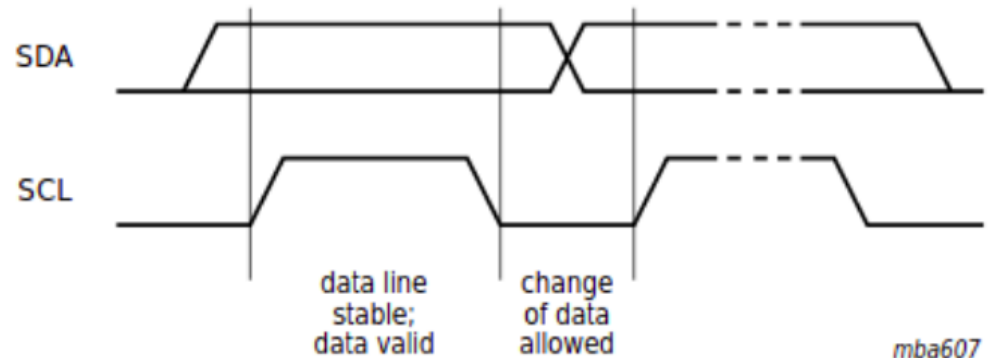 SDA
SCL
data line
stable;
data valid
change
of data
allowed
mba607